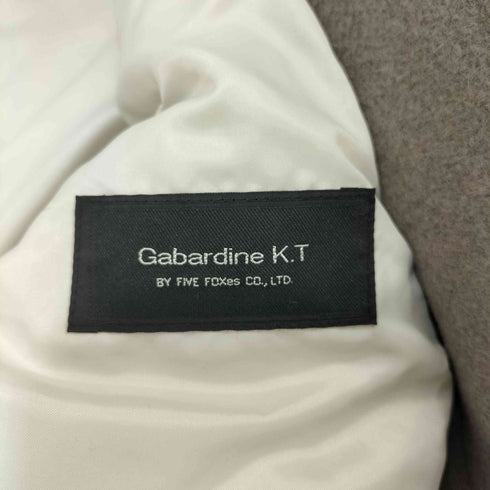 Gabardine K.T
BY FIVE FOXes CO., LTD.